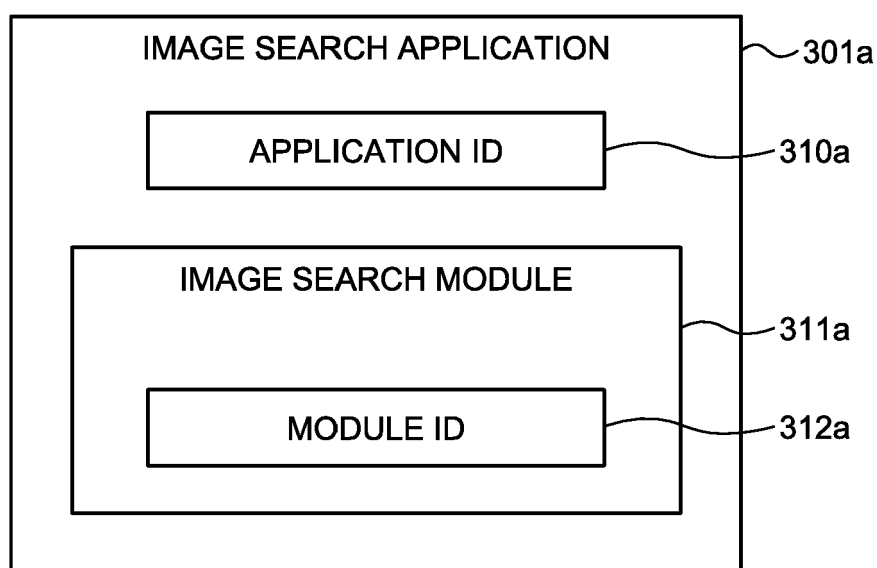 IMAGE SEARCH APPLICATION
301a
APPLICATION ID
310a
IMAGE SEARCH MODULE
311a
MODULE ID
312a